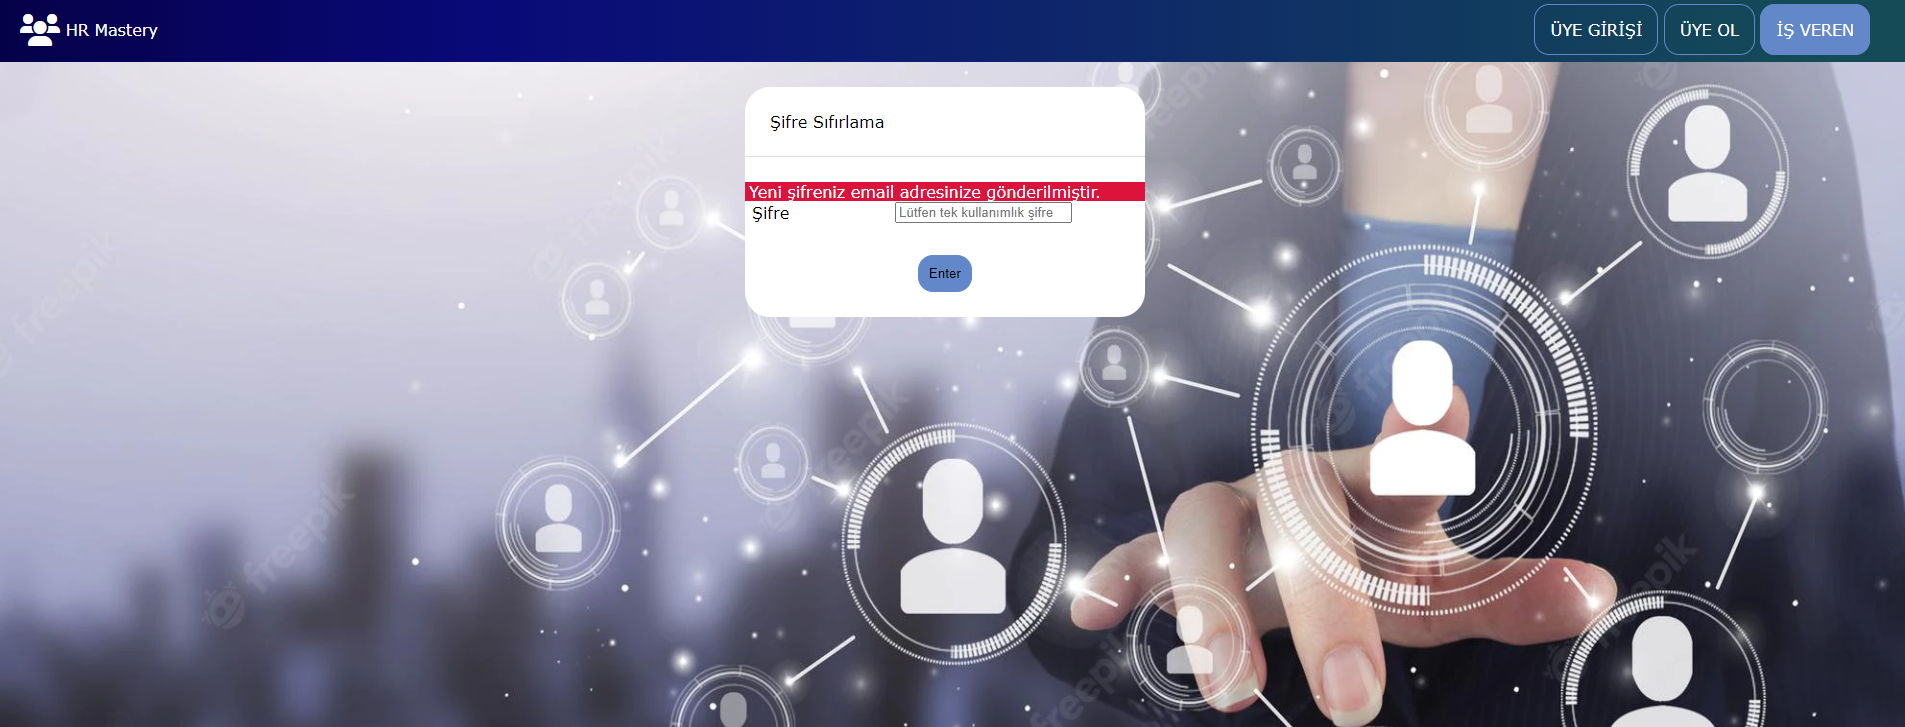 HR Mastery
ÜYE GİRİŞİ
ÜYE OL
İŞ VEREN
Şifre Sıfırlama
Yeni şifreniz email adresinize gönderilmiştir.
Şifre
Lütfen tek kullanımlık şifre
Enter
freepik
freepik
freepik
freepik
freepik
freepik